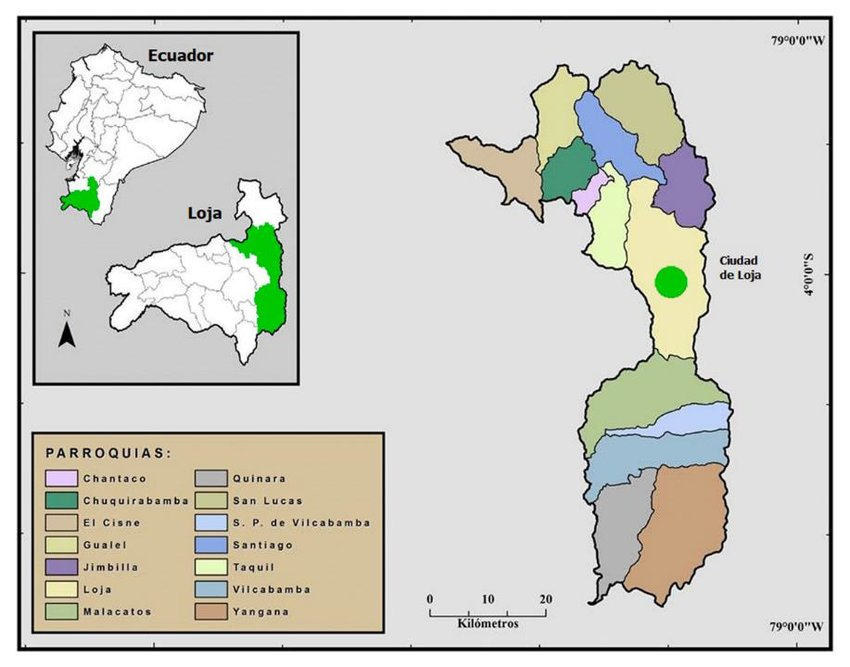 Ecuador
Loja
N
79°0'0"W
Ciudad
de Loja
4°0'0"S
PARROQUIAS:
Chantaco
Chuquirabamba
El Cisne
Gualel
Jimbilla
Loja
Malacatos
Quinara
San Lucas
S. P. de Vilcabamba
Santiago
Taquil
Vilcabamba
Yangana
0 10 20
Kilómetros
79°0'0"W